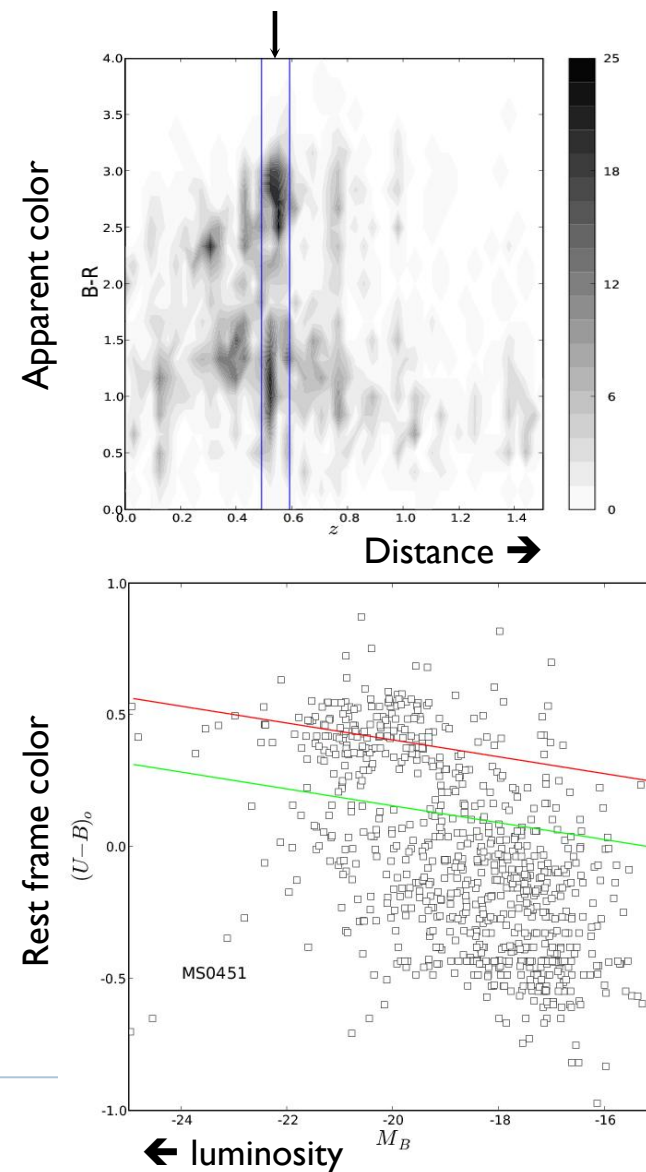 Apparent color
B-R
4.0
3.5
3.0
2.5
2.0
1.5
1.0
0.5
0.0
0.0 0.2 0.4 0.6 0.8 1.0 1.2 1.4
z
25
18
12
6
0
Distance →
Rest frame color
(U−B)o
1.0
0.5
0.0
-0.5
-1.0
MS0451
-24 -22 -20 -18 -16
M_B
← luminosity